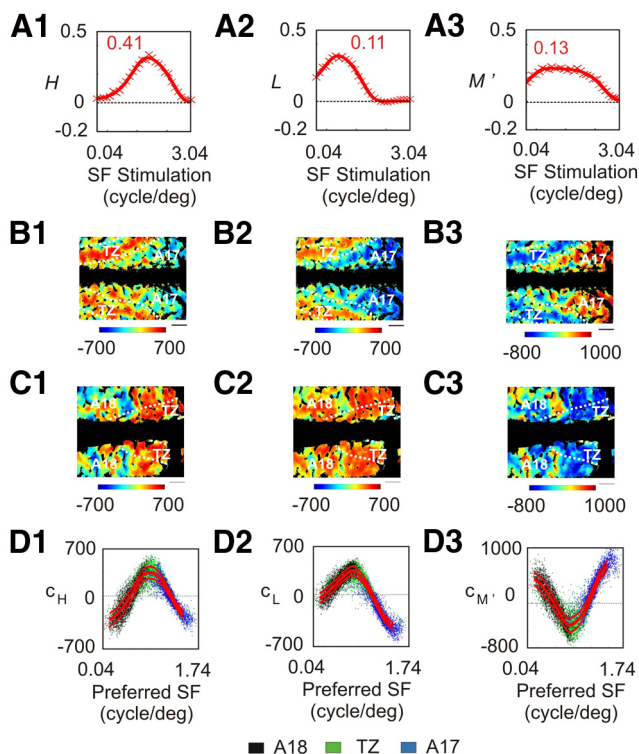 A1
A2
A3
0.5
0.41
H
0
-0.2
0.04
3.04
SF Stimulation
(cycle/deg)
0.5
0.11
L
0
-0.2
0.04
3.04
SF Stimulation
(cycle/deg)
0.5
0.13
M'
0
-0.2
0.04
3.04
SF Stimulation
(cycle/deg)
B1
B2
B3
TZ
A17
A17
TZ
-700
700
TZ
A17
A17
TZ
-700
700
TZ
A17
A17
TZ
-800
1000
C1
C2
C3
A18
TZ
TZ
A18
-700
700
A18
TZ
TZ
A18
-700
700
A18
TZ
TZ
A18
-800
1000
D1
D2
D3
700
cH
0
-700
0.04
1.74
Preferred SF
(cycle/deg)
700
cL
0
-700
0.04
1.74
Preferred SF
(cycle/deg)
1000
cM'
0
-800
0.04
1.74
Preferred SF
(cycle/deg)
A18
TZ
A17